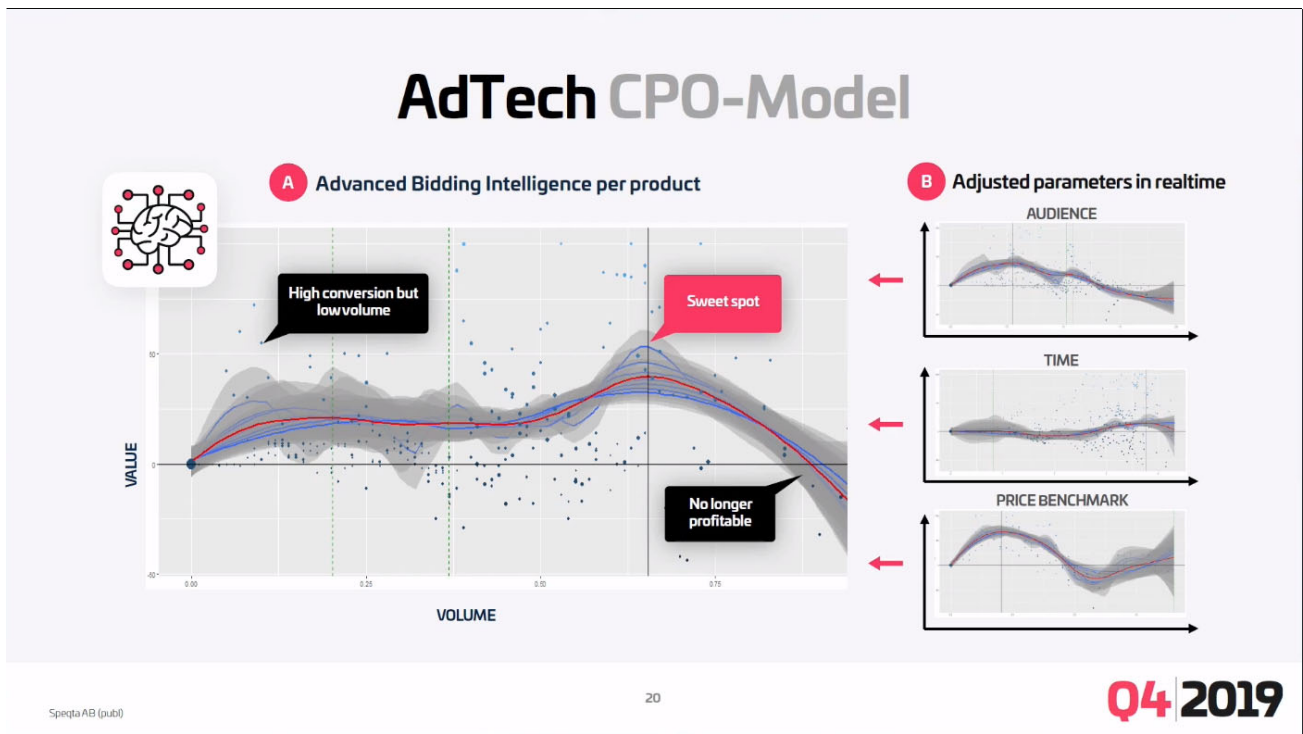 AdTech CPO-Model
A Advanced Bidding Intelligence per product
High conversion but
low volume
Sweet spot
No longer
profitable
VALUE
50
0
-50
0.00 0.25 0.50 0.75
VOLUME
B Adjusted parameters in realtime
AUDIENCE
TIME
PRICE BENCHMARK
Speqta AB (publ)
20
Q4 2019